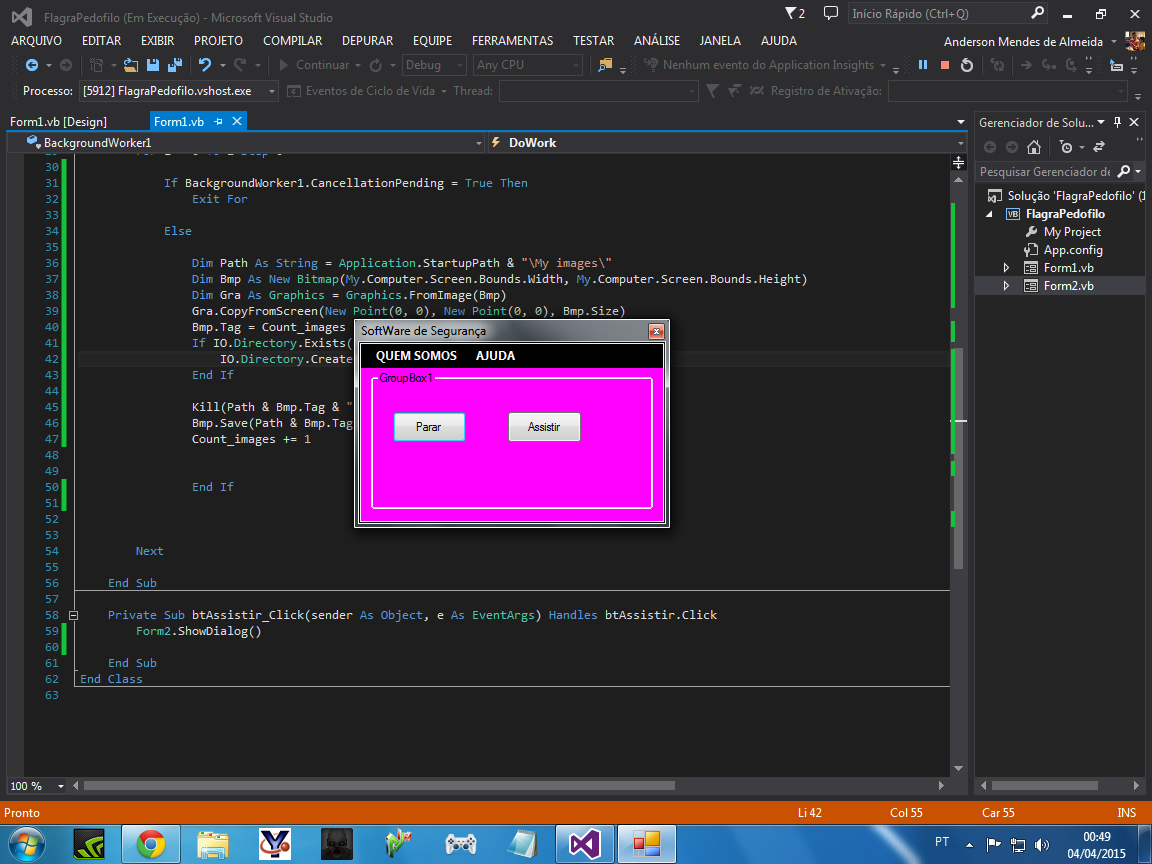 FlagraPedofilo (Em Execução) - Microsoft Visual Studio
2
Início Rápido (Ctrl+Q)
ARQUIVO EDITAR EXIBIR PROJETO COMPILAR DEPURAR EQUIPE FERRAMENTAS TESTAR ANÁLISE JANELA AJUDA
Anderson Mendes de Almeida
Continuar Debug Any CPU Nenhum evento do Application Insights
Processo: [5912] FlagraPedofilo.vshost.exe Eventos de Ciclo de Vida Thread: Registro de Ativação:
Form1.vb [Design] Form1.vb
BackgroundWorker1 DoWork
30
31 If BackgroundWorker1.CancellationPending = True Then
32 Exit For
33
34 Else
35
36 Dim Path As String = Application.StartupPath & "\My images\"
37 Dim Bmp As New Bitmap(My.Computer.Screen.Bounds.Width, My.Computer.Screen.Bounds.Height)
38 Dim Gra As Graphics = Graphics.FromImage(Bmp)
39 Gra.CopyFromScreen(New Point(0, 0), New Point(0, 0), Bmp.Size)
40 Bmp.Tag = Count_images
41 If IO.Directory.Exists(
42 IO.Directory.Create
43 End If
44
45 Kill(Path & Bmp.Tag & "
46 Bmp.Save(Path & Bmp.Tag
47 Count_images += 1
48
49
50 End If
51
52
53
54 Next
55
56 End Sub
57
58 Private Sub btAssistir_Click(sender As Object, e As EventArgs) Handles btAssistir.Click
59 Form2.ShowDialog()
60
61 End Sub
62 End Class
63
SoftWare de Segurança
QUEM SOMOS AJUDA
GroupBox1
Parar Assistir
Gerenciador de Solu...
Pesquisar Gerenciador de
Solução 'FlagraPedofilo' (1
FlagraPedofilo
My Project
App.config
Form1.vb
Form2.vb
100 %
Pronto Li 42 Col 55 Car 55 INS
PT
00:49
04/04/2015